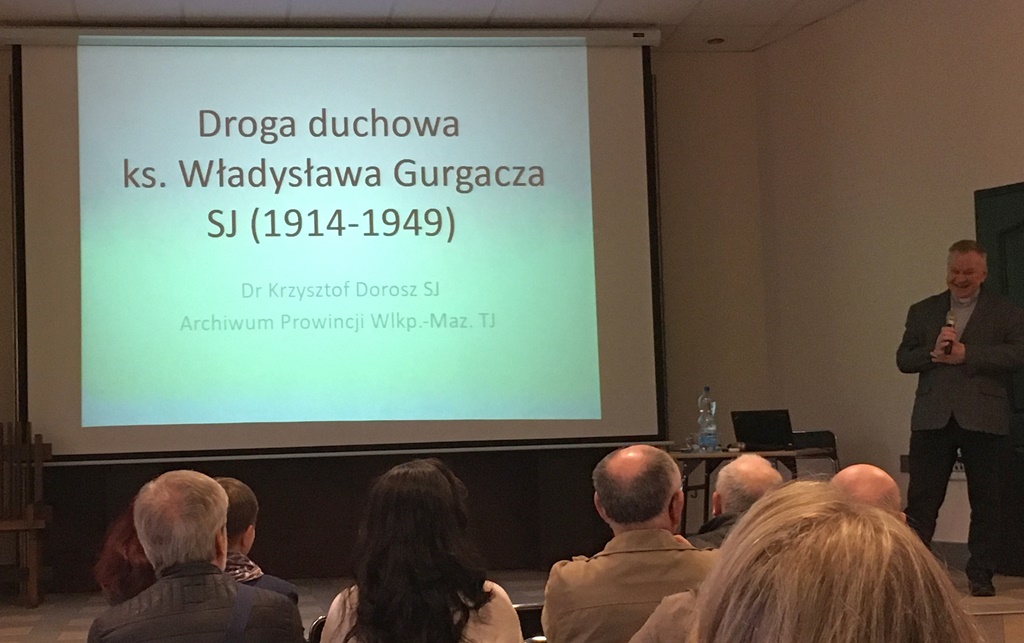 Droga duchowa
ks. Władysława Gurgacza
SJ (1914-1949)
Dr Krzysztof Dorosz SJ
Archiwum Prowincji Wlkp.-Maz. TJ